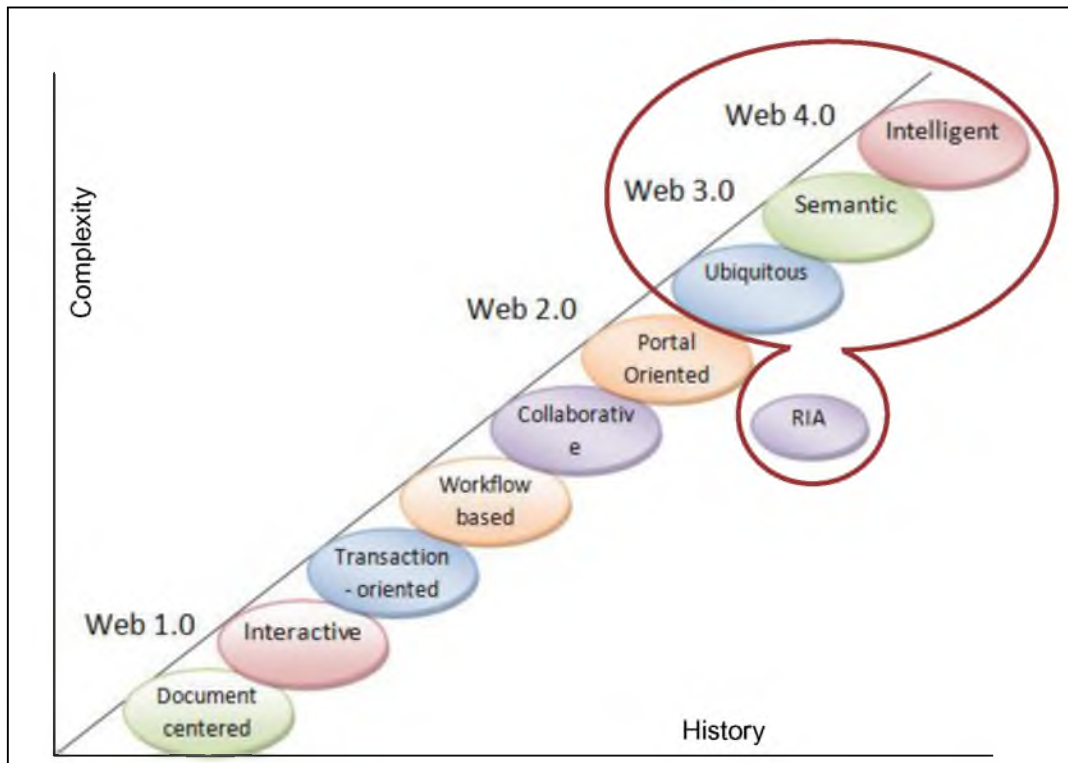 Web 4.0
Intelligent
Web 3.0
Semantic
Ubiquitous
Web 2.0
Portal
Oriented
Collaborativ
e
RIA
Workflow
based
Transaction
- oriented
Web 1.0
Interactive
Document
centered
Complexity
History